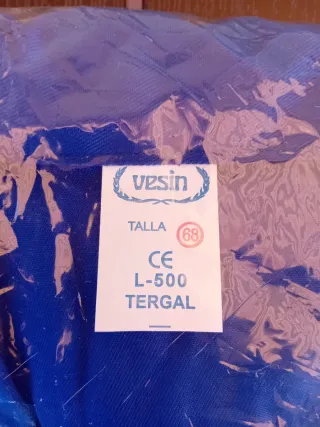 vesin
TALLA 68
CE
L-500
TERGAL